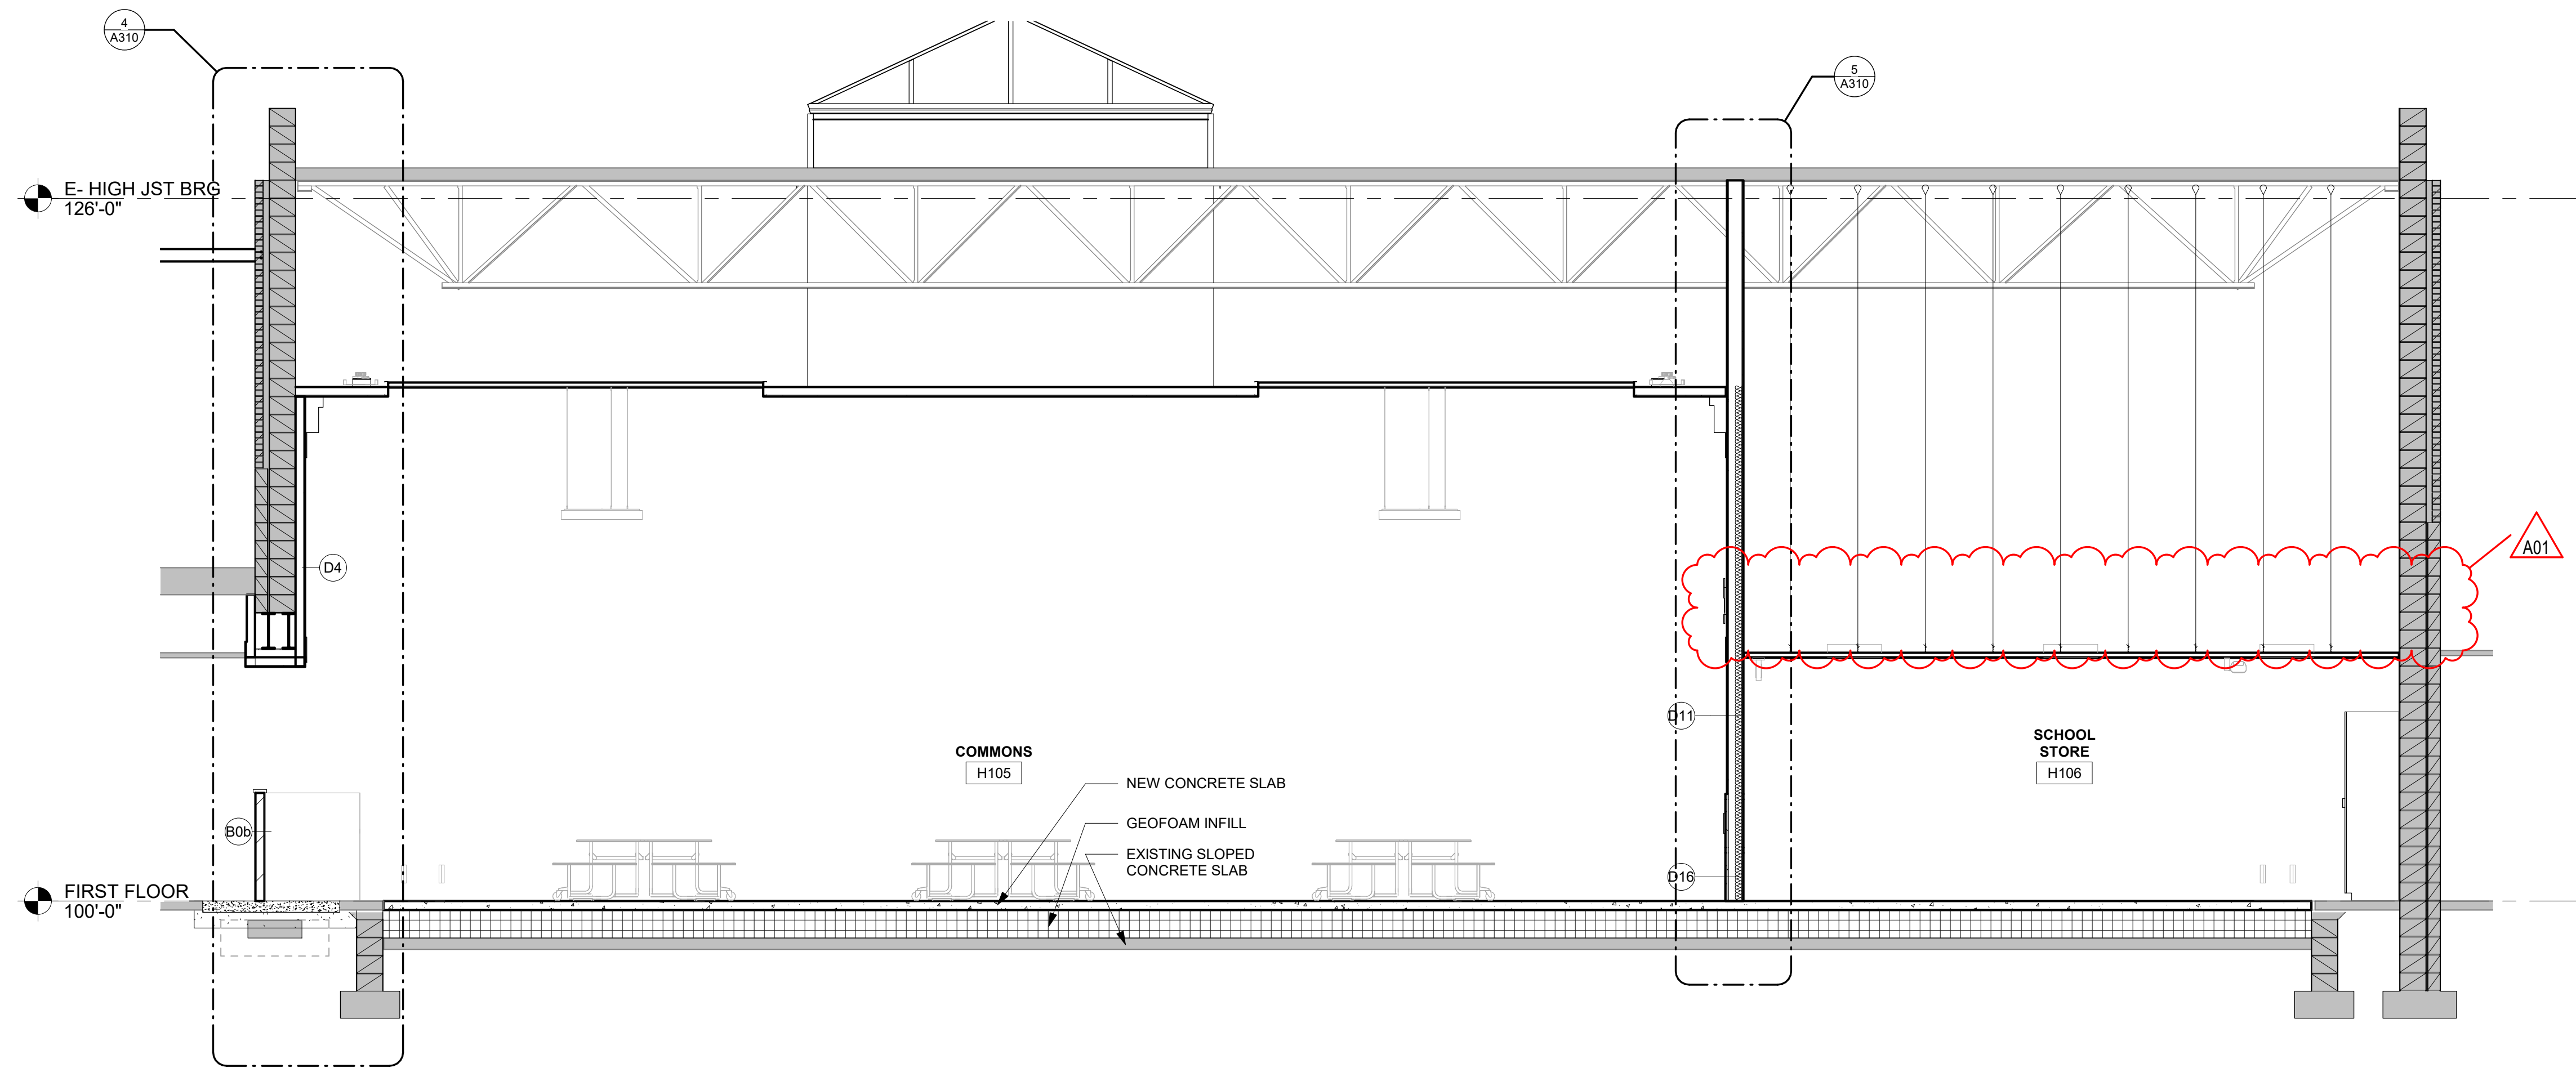 4
A310
5
A310
E- HIGH JST BRG
126'-0"
A01
D4
D11
COMMONS
H105
SCHOOL
STORE
H106
NEW CONCRETE SLAB
GEOFOAM INFILL
EXISTING SLOPED
CONCRETE SLAB
B0b
D16
FIRST FLOOR
100'-0"